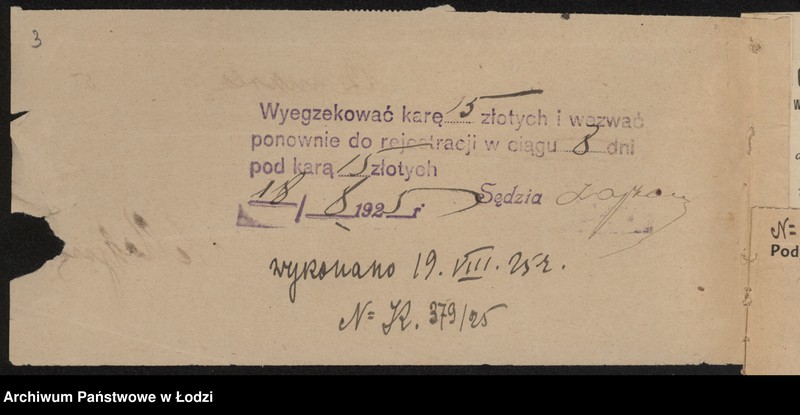 3
Wyegzekować karę 15 złotych i wezwać
ponownie do rejestracji w ciągu 8 dni
pod karą 15 złotych
18/8 1925 r Sędzia
wykonano 19. VIII. 25 r.
N= K. 379/25
N=
Pod
Archiwum Państwowe w Łodzi